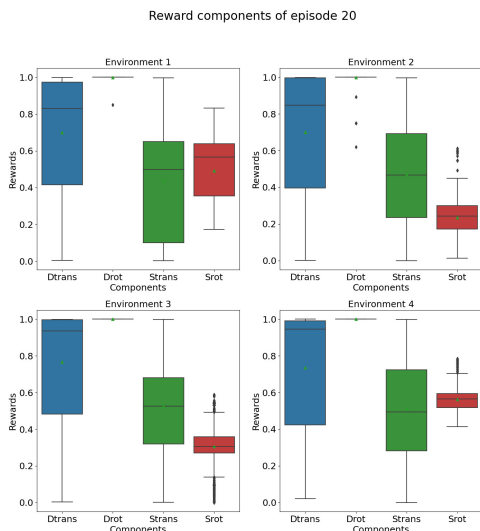 Reward components of episode 20
Environment 1
Rewards
1.0
0.8
0.6
0.4
0.2
0.0
Dtrans Drot Strans Srot
Components
Environment 2
Rewards
1.0
0.8
0.6
0.4
0.2
0.0
Dtrans Drot Strans Srot
Components
Environment 3
Rewards
1.0
0.8
0.6
0.4
0.2
0.0
Dtrans Drot Strans Srot
Components
Environment 4
Rewards
1.0
0.8
0.6
0.4
0.2
0.0
Dtrans Drot Strans Srot
Components